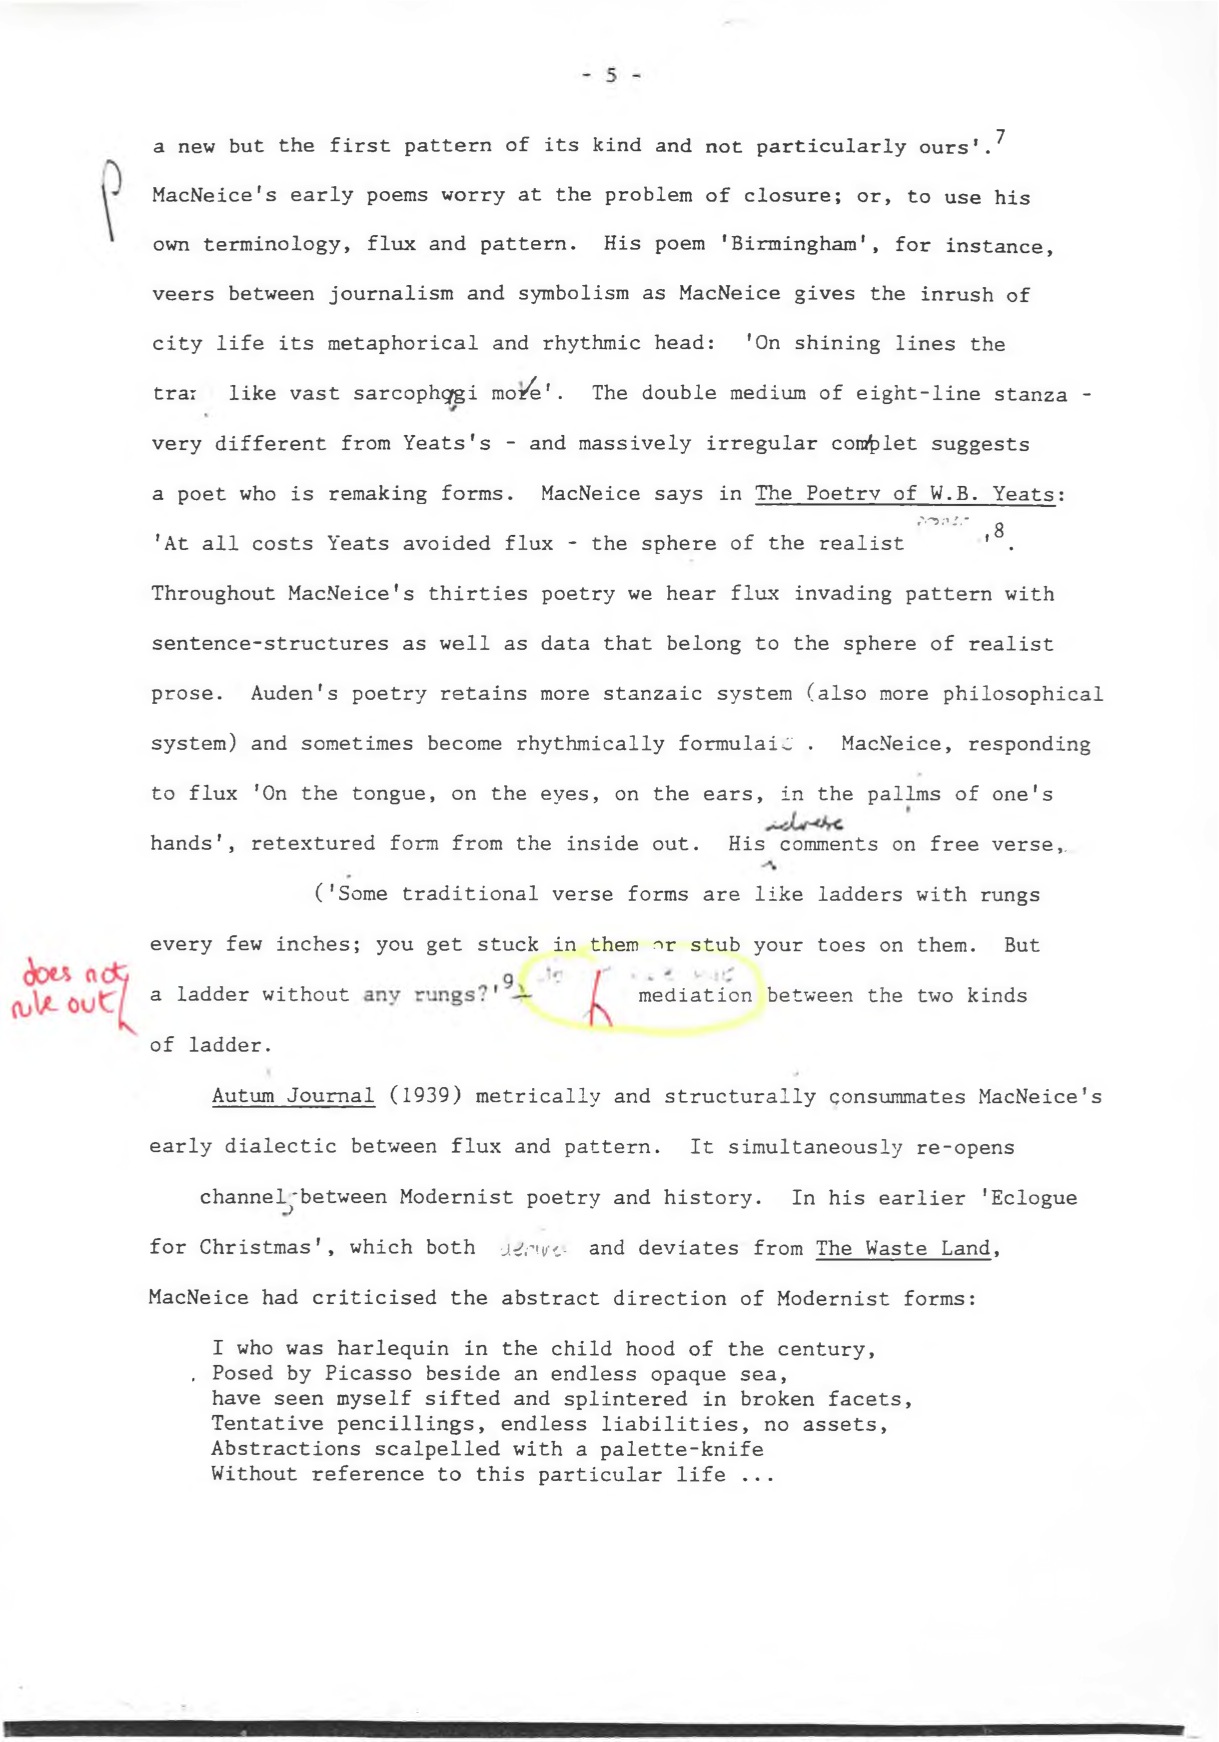 - 5 -
a new but the first pattern of its kind and not particularly ours'.7
MacNeice's early poems worry at the problem of closure; or, to use his
own terminology, flux and pattern. His poem 'Birmingham', for instance,
veers between journalism and symbolism as MacNeice gives the inrush of
city life its metaphorical and rhythmic head: 'On shining lines the
like vast sarcophagi move'. The double medium of eight-line stanza -
very different from Yeats's - and massively irregular suggests
a poet who is remaking forms. MacNeice says in The Poetry of W.B. Yeats:
'At all costs Yeats avoided flux - the sphere of the realist '8.
Throughout MacNeice's thirties poetry we hear flux invading pattern with
sentence-structures as well as data that belong to the sphere of realist
prose. Auden's poetry retains more stanzaic system (also more philosophical
system) and sometimes become rhythmically formulaic . MacNeice, responding
to flux 'On the tongue, on the eyes, on the ears, in the pallms of one's
adverse
hands', retextured form from the inside out. His comments on free verse,
('Some traditional verse forms are like ladders with rungs
every few inches; you get stuck in them or stub your toes on them. But
does not
rule out
a ladder without any rungs?'9) mediation between the two kinds
of ladder.
Autum Journal (1939) metrically and structurally consummates MacNeice's
early dialectic between flux and pattern. It simultaneously re-opens
channels between Modernist poetry and history. In his earlier 'Eclogue
for Christmas', which both derive and deviates from The Waste Land,
MacNeice had criticised the abstract direction of Modernist forms:
I who was harlequin in the child hood of the century,
Posed by Picasso beside an endless opaque sea,
have seen myself sifted and splintered in broken facets,
Tentative pencillings, endless liabilities, no assets,
Abstractions scalpelled with a palette-knife
Without reference to this particular life ...